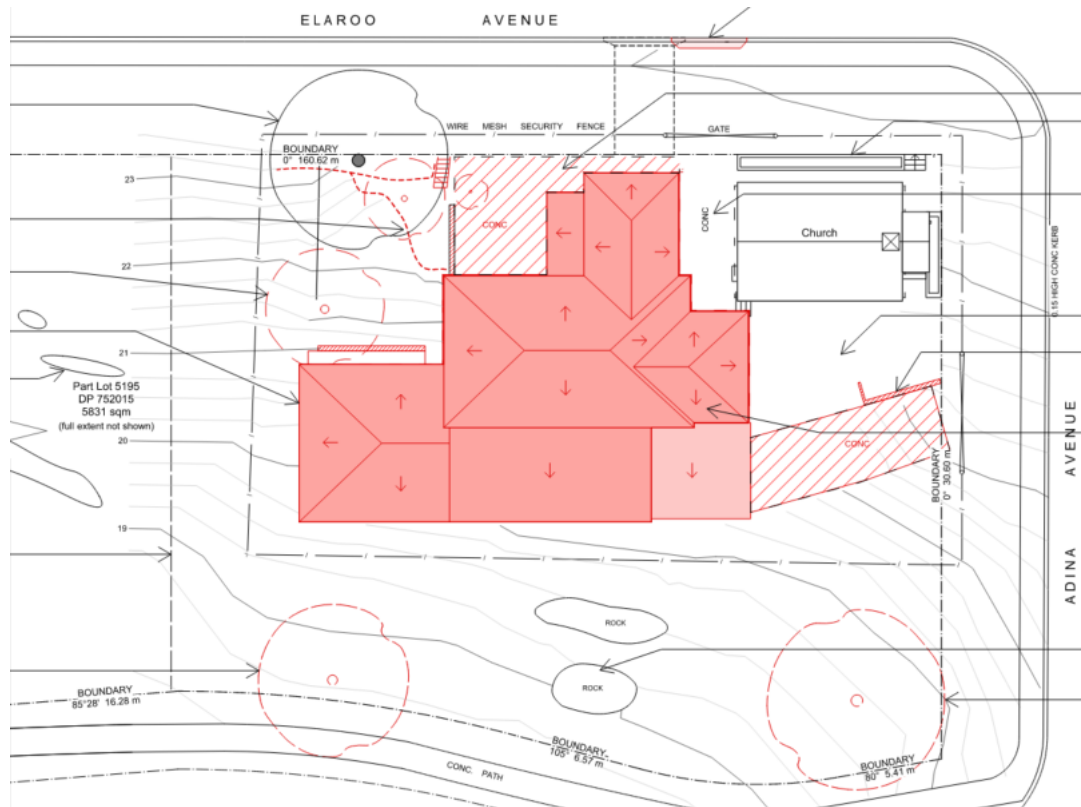 ELAROO AVENUE
WIRE MESH SECURITY FENCE
GATE
BOUNDARY
0° 160.62 m
23
CONC
CONC
Church
0.15 HIGH CONC KERB
22
21
Part Lot 5195
DP 752015
5831 sqm
(full extent not shown)
20
CONC
BOUNDARY
0° 30.60 m
ADINA AVENUE
19
ROCK
ROCK
BOUNDARY
85°28' 16.28 m
BOUNDARY
105° 6.57 m
BOUNDARY
80° 5.41 m
CONC. PATH